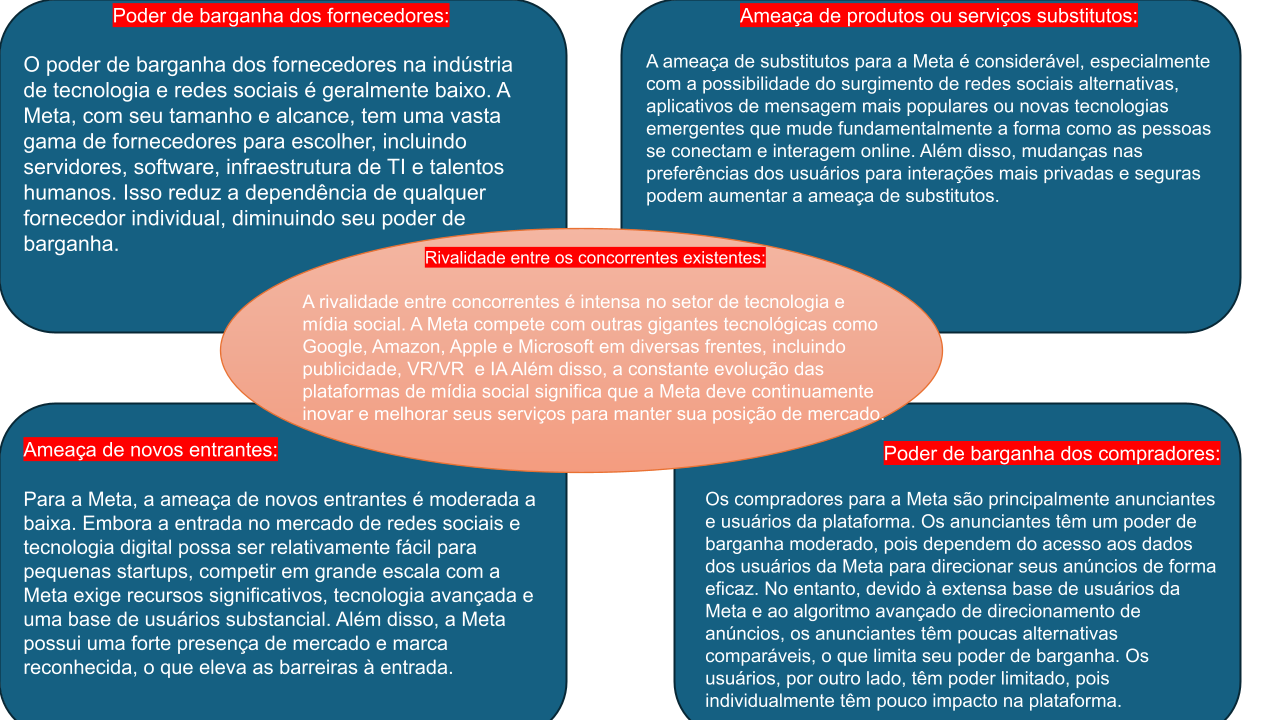 Poder de barganha dos fornecedores:
O poder de barganha dos fornecedores na indústria
de tecnologia e redes sociais é geralmente baixo. A
Meta, com seu tamanho e alcance, tem uma vasta
gama de fornecedores para escolher, incluindo
servidores, software, infraestrutura de TI e talentos
humanos. Isso reduz a dependência de qualquer
fornecedor individual, diminuindo seu poder de
barganha.
Ameaça de produtos ou serviços substitutos:
A ameaça de substitutos para a Meta é considerável, especialmente
com a possibilidade do surgimento de redes sociais alternativas,
aplicativos de mensagem mais populares ou novas tecnologias
emergentes que mude fundamentalmente a forma como as pessoas
se conectam e interagem online. Além disso, mudanças nas
preferências dos usuários para interações mais privadas e seguras
podem aumentar a ameaça de substitutos.
Rivalidade entre os concorrentes existentes:
A rivalidade entre concorrentes é intensa no setor de tecnologia e
mídia social. A Meta compete com outras gigantes tecnológicas como
Google, Amazon, Apple e Microsoft em diversas frentes, incluindo
publicidade, VR/VR  e IA Além disso, a constante evolução das
plataformas de mídia social significa que a Meta deve continuamente
inovar e melhorar seus serviços para manter sua posição de mercado.
Ameaça de novos entrantes:
Para a Meta, a ameaça de novos entrantes é moderada a
baixa. Embora a entrada no mercado de redes sociais e
tecnologia digital possa ser relativamente fácil para
pequenas startups, competir em grande escala com a
Meta exige recursos significativos, tecnologia avançada e
uma base de usuários substancial. Além disso, a Meta
possui uma forte presença de mercado e marca
reconhecida, o que eleva as barreiras à entrada.
Poder de barganha dos compradores:
Os compradores para a Meta são principalmente anunciantes
e usuários da plataforma. Os anunciantes têm um poder de
barganha moderado, pois dependem do acesso aos dados
dos usuários da Meta para direcionar seus anúncios de forma
eficaz. No entanto, devido à extensa base de usuários da
Meta e ao algoritmo avançado de direcionamento de
anúncios, os anunciantes têm poucas alternativas
comparáveis, o que limita seu poder de barganha. Os
usuários, por outro lado, têm poder limitado, pois
individualmente têm pouco impacto na plataforma.